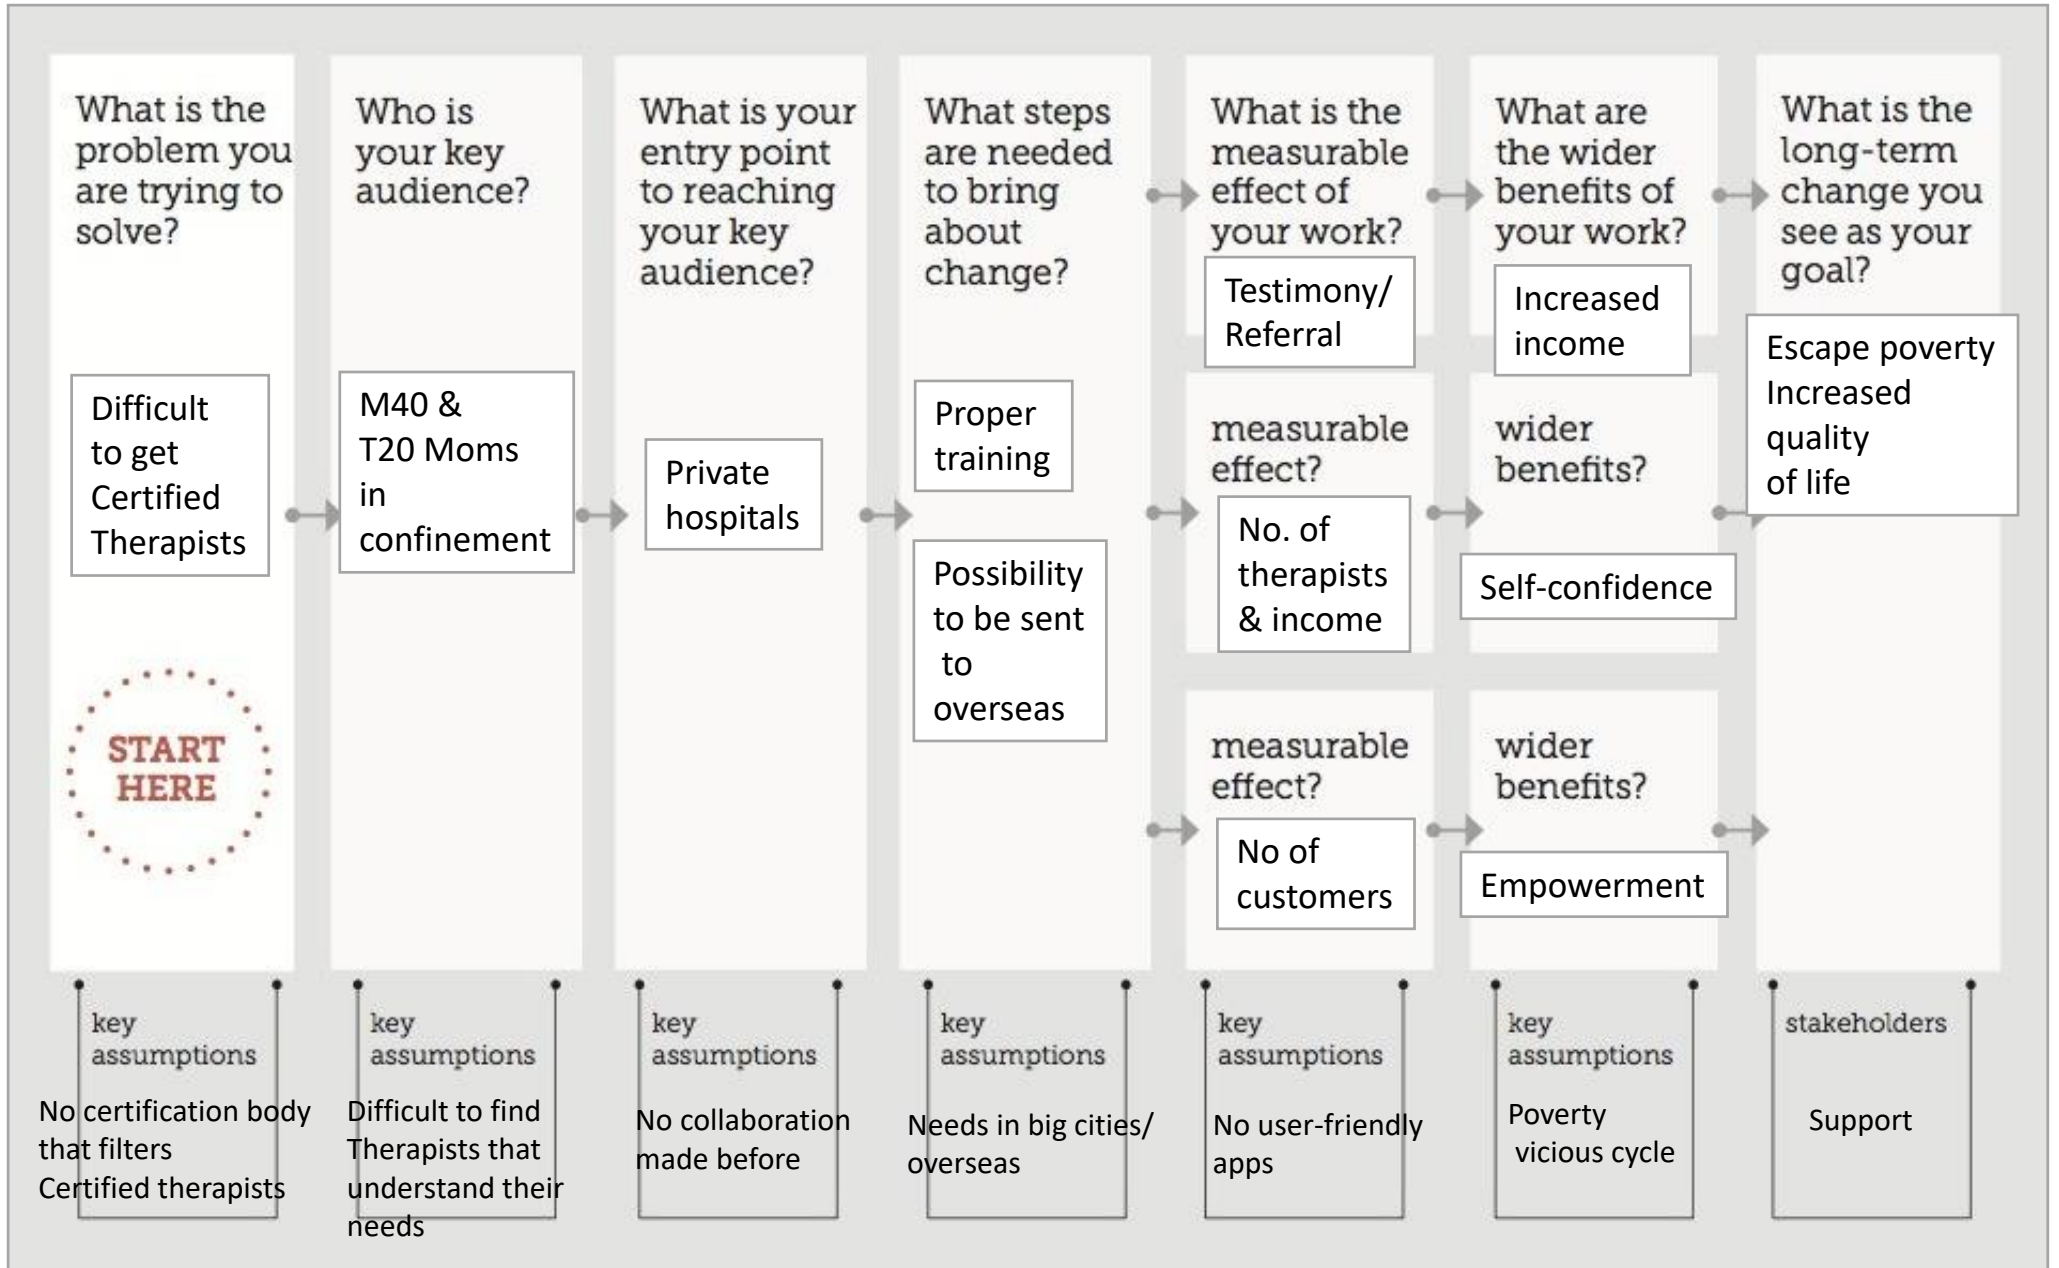 What is the
problem you
are trying to
solve?
Difficult
to get
Certified
Therapists
START
HERE
key
assumptions
No certification body
that filters
Certified therapists
Who is
your key
audience?
M40 &
T20 Moms
in
confinement
key
assumptions
Difficult to find
Therapists that
understand their
needs
What is your
entry point
to reaching
your key
audience?
Private
hospitals
key
assumptions
No collaboration
made before
What steps
are needed
to bring
about
change?
Proper
training
Possibility
to be sent
to
overseas
key
assumptions
Needs in big cities/
overseas
What is the
measurable
effect of
your work?
Testimony/
Referral
measurable
effect?
No. of
therapists
& income
measurable
effect?
No of
customers
key
assumptions
No user-friendly
apps
What are
the wider
benefits of
your work?
Increased
income
wider
benefits?
Self-confidence
wider
benefits?
Empowerment
key
assumptions
Poverty
vicious cycle
What is the
long-term
change you
see as your
goal?
Escape poverty
Increased
quality
of life
stakeholders
Support